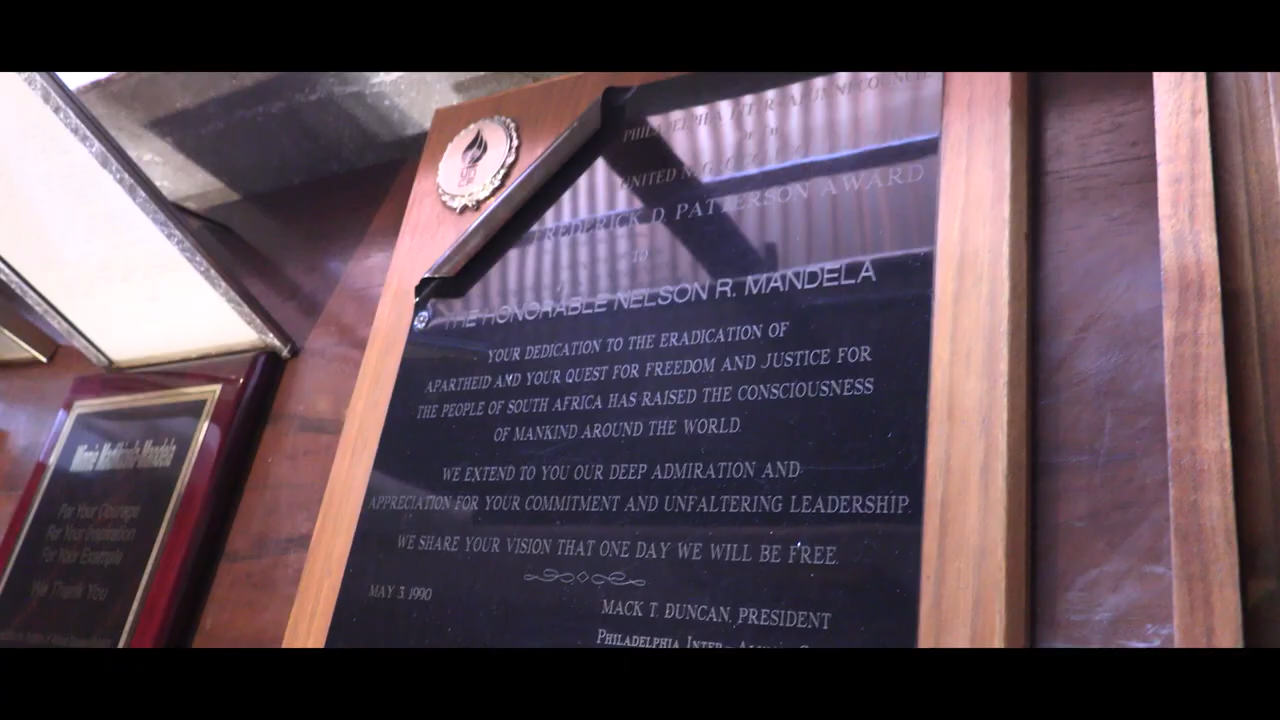 PHILADELPHIA INTER-ALUMNI COUNCIL
UNITED NEGRO
FREDERICK D. PATTERSON AWARD
TO
THE HONORABLE NELSON R. MANDELA
YOUR DEDICATION TO THE ERADICATION OF
APARTHEID AND YOUR QUEST FOR FREEDOM AND JUSTICE FOR
THE PEOPLE OF SOUTH AFRICA HAS RAISED THE CONSCIOUSNESS
OF MANKIND AROUND THE WORLD.
WE EXTEND TO YOU OUR DEEP ADMIRATION AND
APPRECIATION FOR YOUR COMMITMENT AND UNFALTERING LEADERSHIP.
WE SHARE YOUR VISION THAT ONE DAY WE WILL BE FREE.
MAY 3, 1990
MACK T. DUNCAN, PRESIDENT
PHILADELPHIA INTER-
Winnie Madikizela-Mandela
For Your Courage
For Your Inspiration
For Your Example
We Thank You